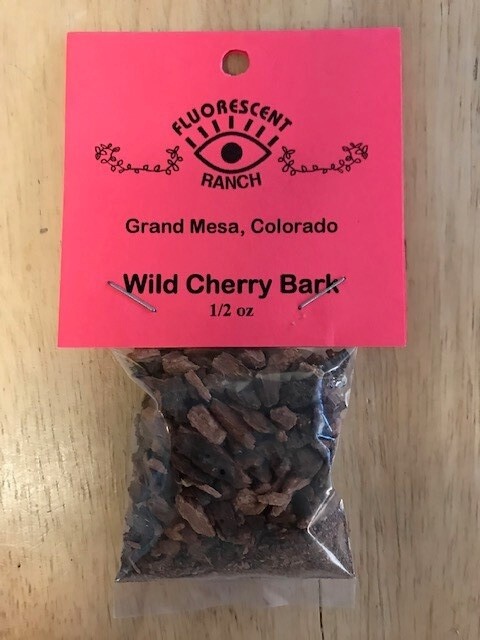 FLUORESCENT
RANCH
Grand Mesa, Colorado
Wild Cherry Bark
1/2 oz